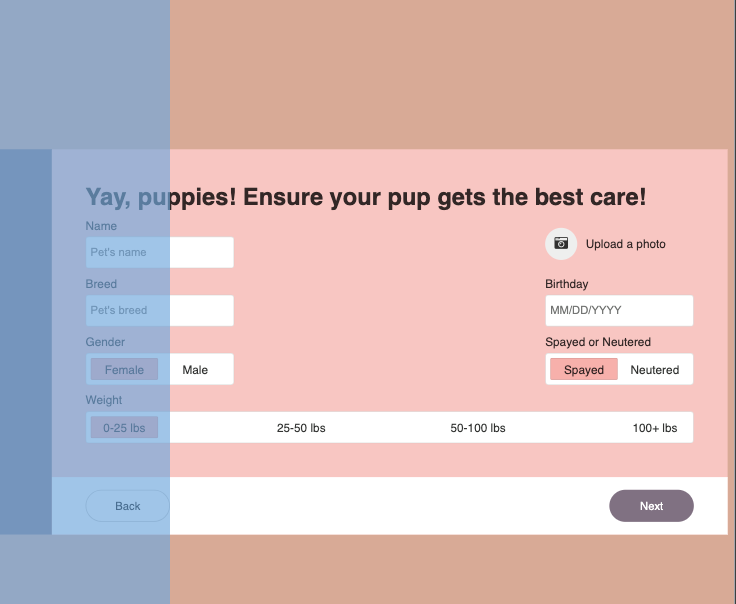 Yay, puppies! Ensure your pup gets the best care!
Name
Pet's name
Upload a photo
Breed
Pet's breed
Birthday
MM/DD/YYYY
Gender
Female Male
Spayed or Neutered
Spayed Neutered
Weight
0-25 lbs 25-50 lbs 50-100 lbs 100+ lbs
Back Next